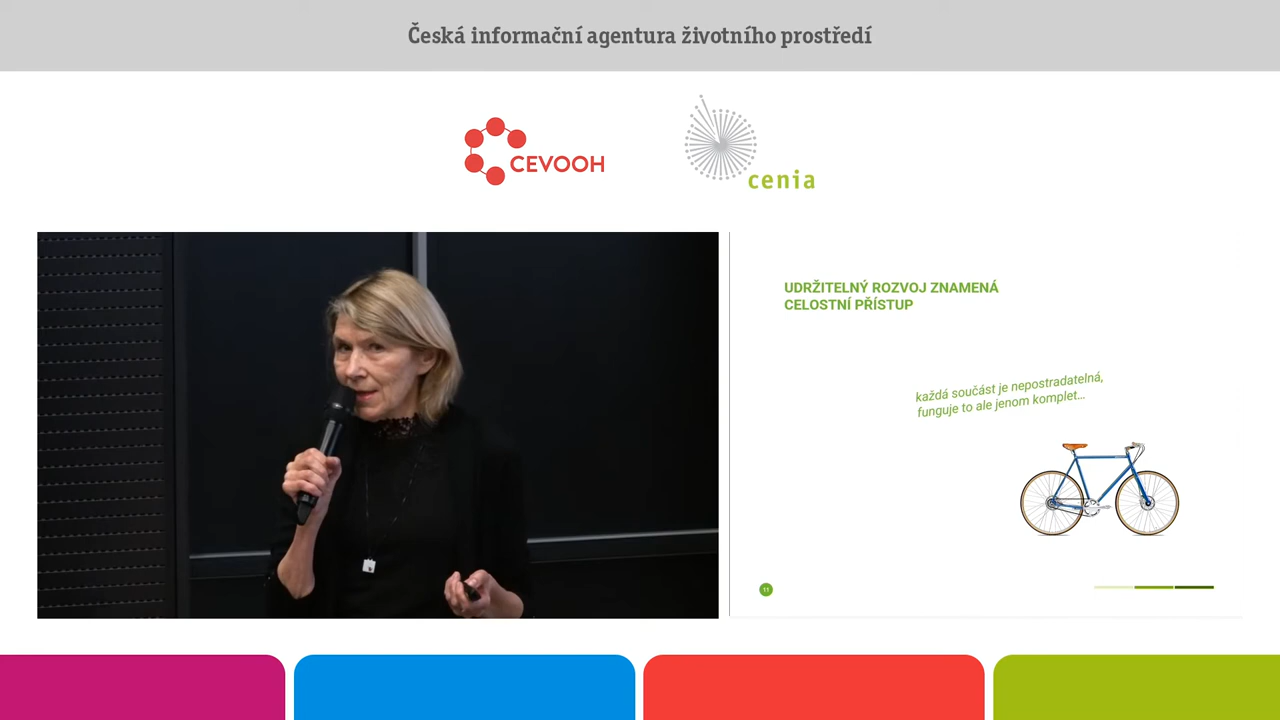 Česká informační agentura životního prostředí
CEVOOH
cenia
UDRŽITELNÝ ROZVOJ ZNAMENÁ
CELOSTNÍ PŘÍSTUP
každá součást je nepostradatelná,
funguje to ale jenom komplet...
11